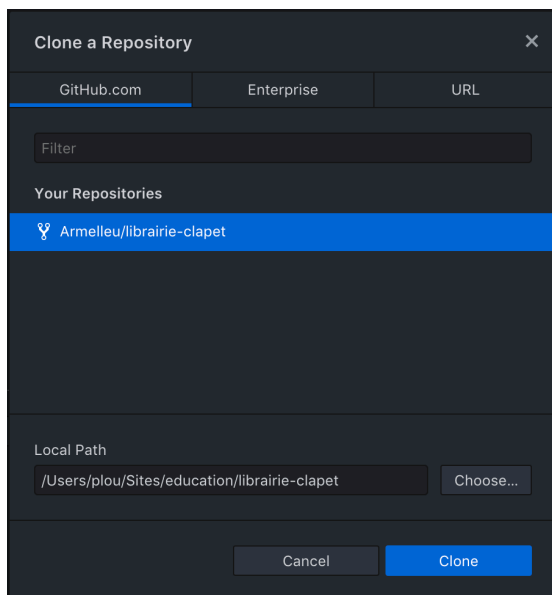 Clone a Repository
GitHub.com
Enterprise
URL
Filter
Your Repositories
Armelleu/librairie-clapet
Local Path
/Users/plou/Sites/education/librairie-clapet
Choose...
Cancel
Clone